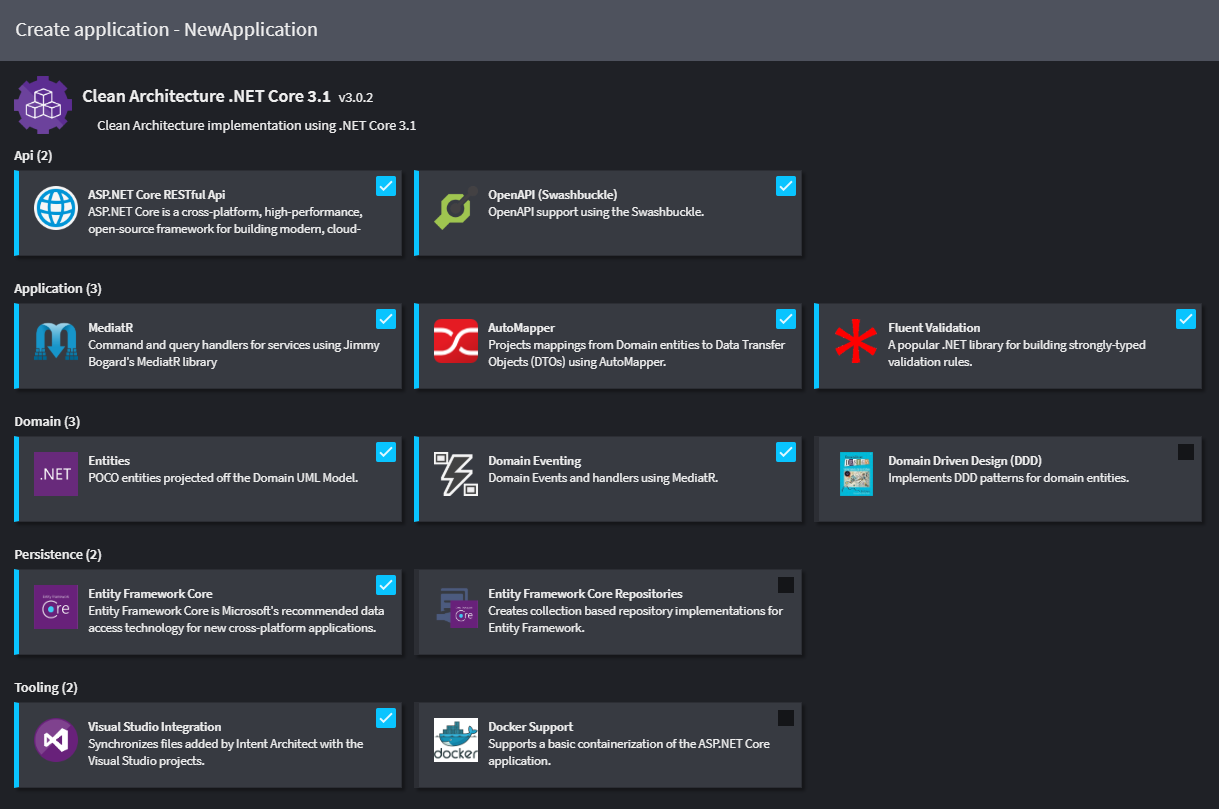 Create application - NewApplication
Clean Architecture .NET Core 3.1 v3.0.2
Clean Architecture implementation using .NET Core 3.1
Api (2)
ASP.NET Core RESTful Api
ASP.NET Core is a cross-platform, high-performance,
open-source framework for building modern, cloud-
OpenAPI (Swashbuckle)
OpenAPI support using the Swashbuckle.
Application (3)
MediatR
Command and query handlers for services using Jimmy
Bogard's MediatR library
AutoMapper
Projects mappings from Domain entities to Data Transfer
Objects (DTOs) using AutoMapper.
Fluent Validation
A popular .NET library for building strongly-typed
validation rules.
Domain (3)
.NET
Entities
POCO entities projected off the Domain UML Model.
Domain Eventing
Domain Events and handlers using MediatR.
Domain Driven Design (DDD)
Implements DDD patterns for domain entities.
Persistence (2)
Entity Framework
Core
Entity Framework Core
Entity Framework Core is Microsoft's recommended data
access technology for new cross-platform applications.
Core
Entity Framework Core Repositories
Creates collection based repository implementations for
Entity Framework.
Tooling (2)
Visual Studio Integration
Synchronizes files added by Intent Architect with the
Visual Studio projects.
docker
Docker Support
Supports a basic containerization of the ASP.NET Core
application.